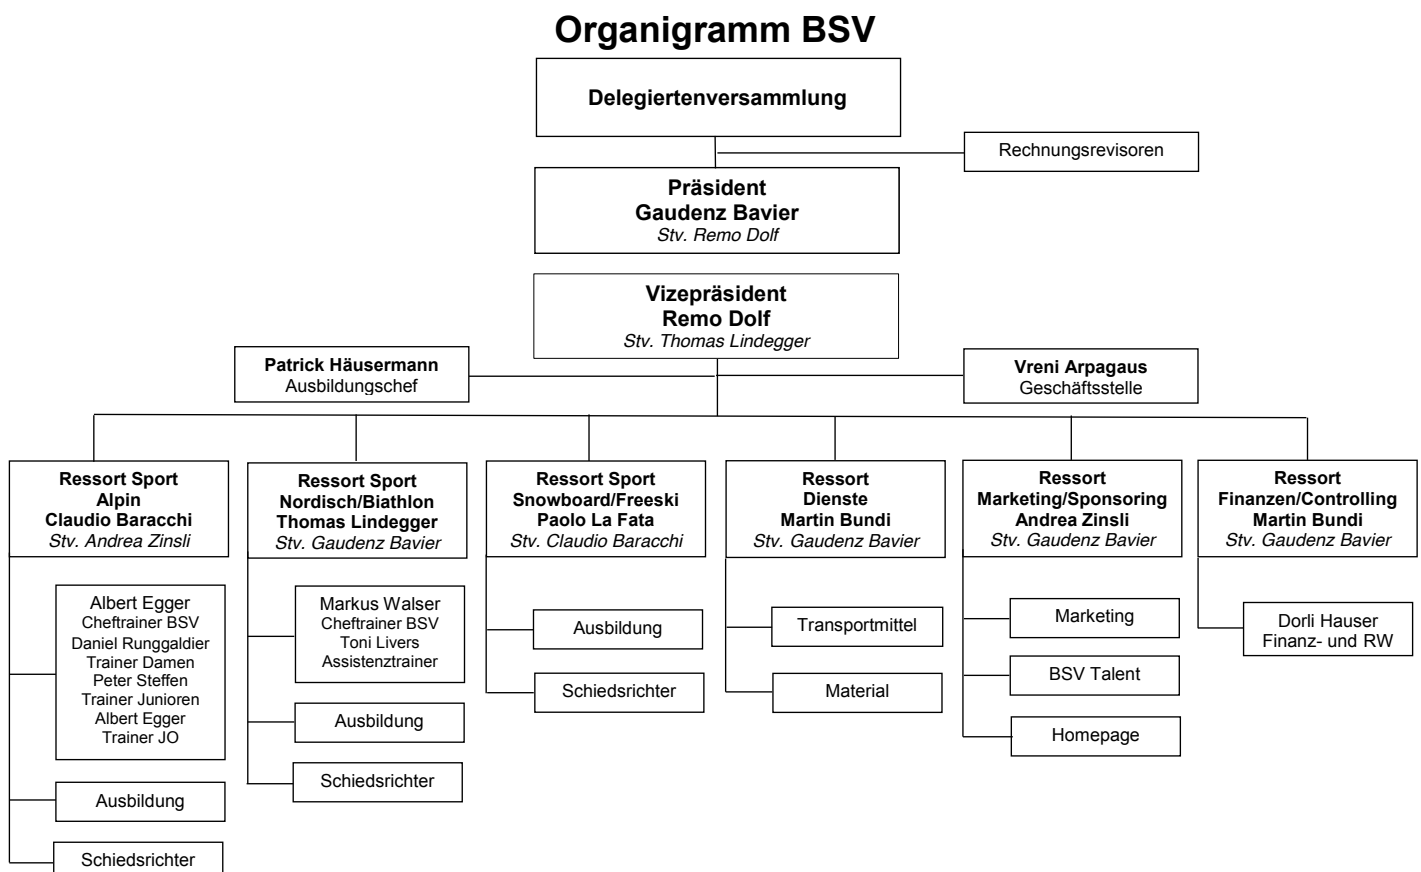 Organigramm BSV
Delegiertenversammlung
Rechnungsrevisoren
Präsident
Gaudenz Bavier
Stv. Remo Dolf
Vizepräsident
Remo Dolf
Stv. Thomas Lindegger
Patrick Häusermann
Ausbildungschef
Vreni Arpagaus
Geschäftsstelle
Ressort Sport
Alpin
Claudio Baracchi
Stv. Andrea Zinsli
Albert Egger
Cheftrainer BSV
Daniel Runggaldier
Trainer Damen
Peter Steffen
Trainer Junioren
Albert Egger
Trainer JO
Ausbildung
Schiedsrichter
Ressort Sport
Nordisch/Biathlon
Thomas Lindegger
Stv. Gaudenz Bavier
Markus Walser
Cheftrainer BSV
Toni Livers
Assistenztrainer
Ausbildung
Schiedsrichter
Ressort Sport
Snowboard/Freeski
Paolo La Fata
Stv. Claudio Baracchi
Ausbildung
Schiedsrichter
Ressort
Dienste
Martin Bundi
Stv. Gaudenz Bavier
Transportmittel
Material
Ressort
Marketing/Sponsoring
Andrea Zinsli
Stv. Gaudenz Bavier
Marketing
BSV Talent
Homepage
Ressort
Finanzen/Controlling
Martin Bundi
Stv. Gaudenz Bavier
Dorli Hauser
Finanz- und RW